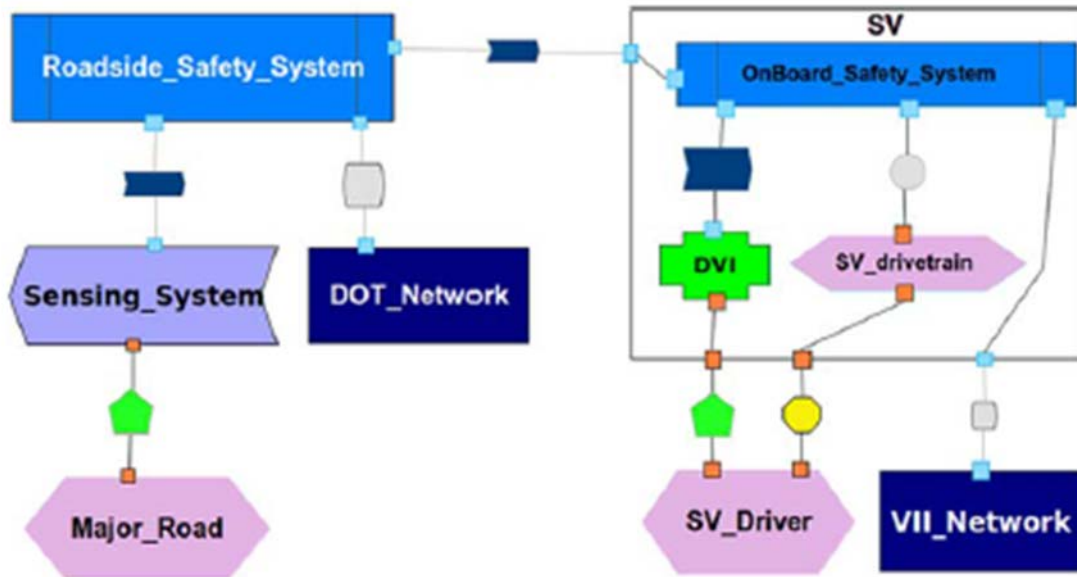 SV
Roadside_Safety_System
OnBoard_Safety_System
DVI
SV_drivetrain
Sensing_System
DOT_Network
Major_Road
SV_Driver
VII_Network